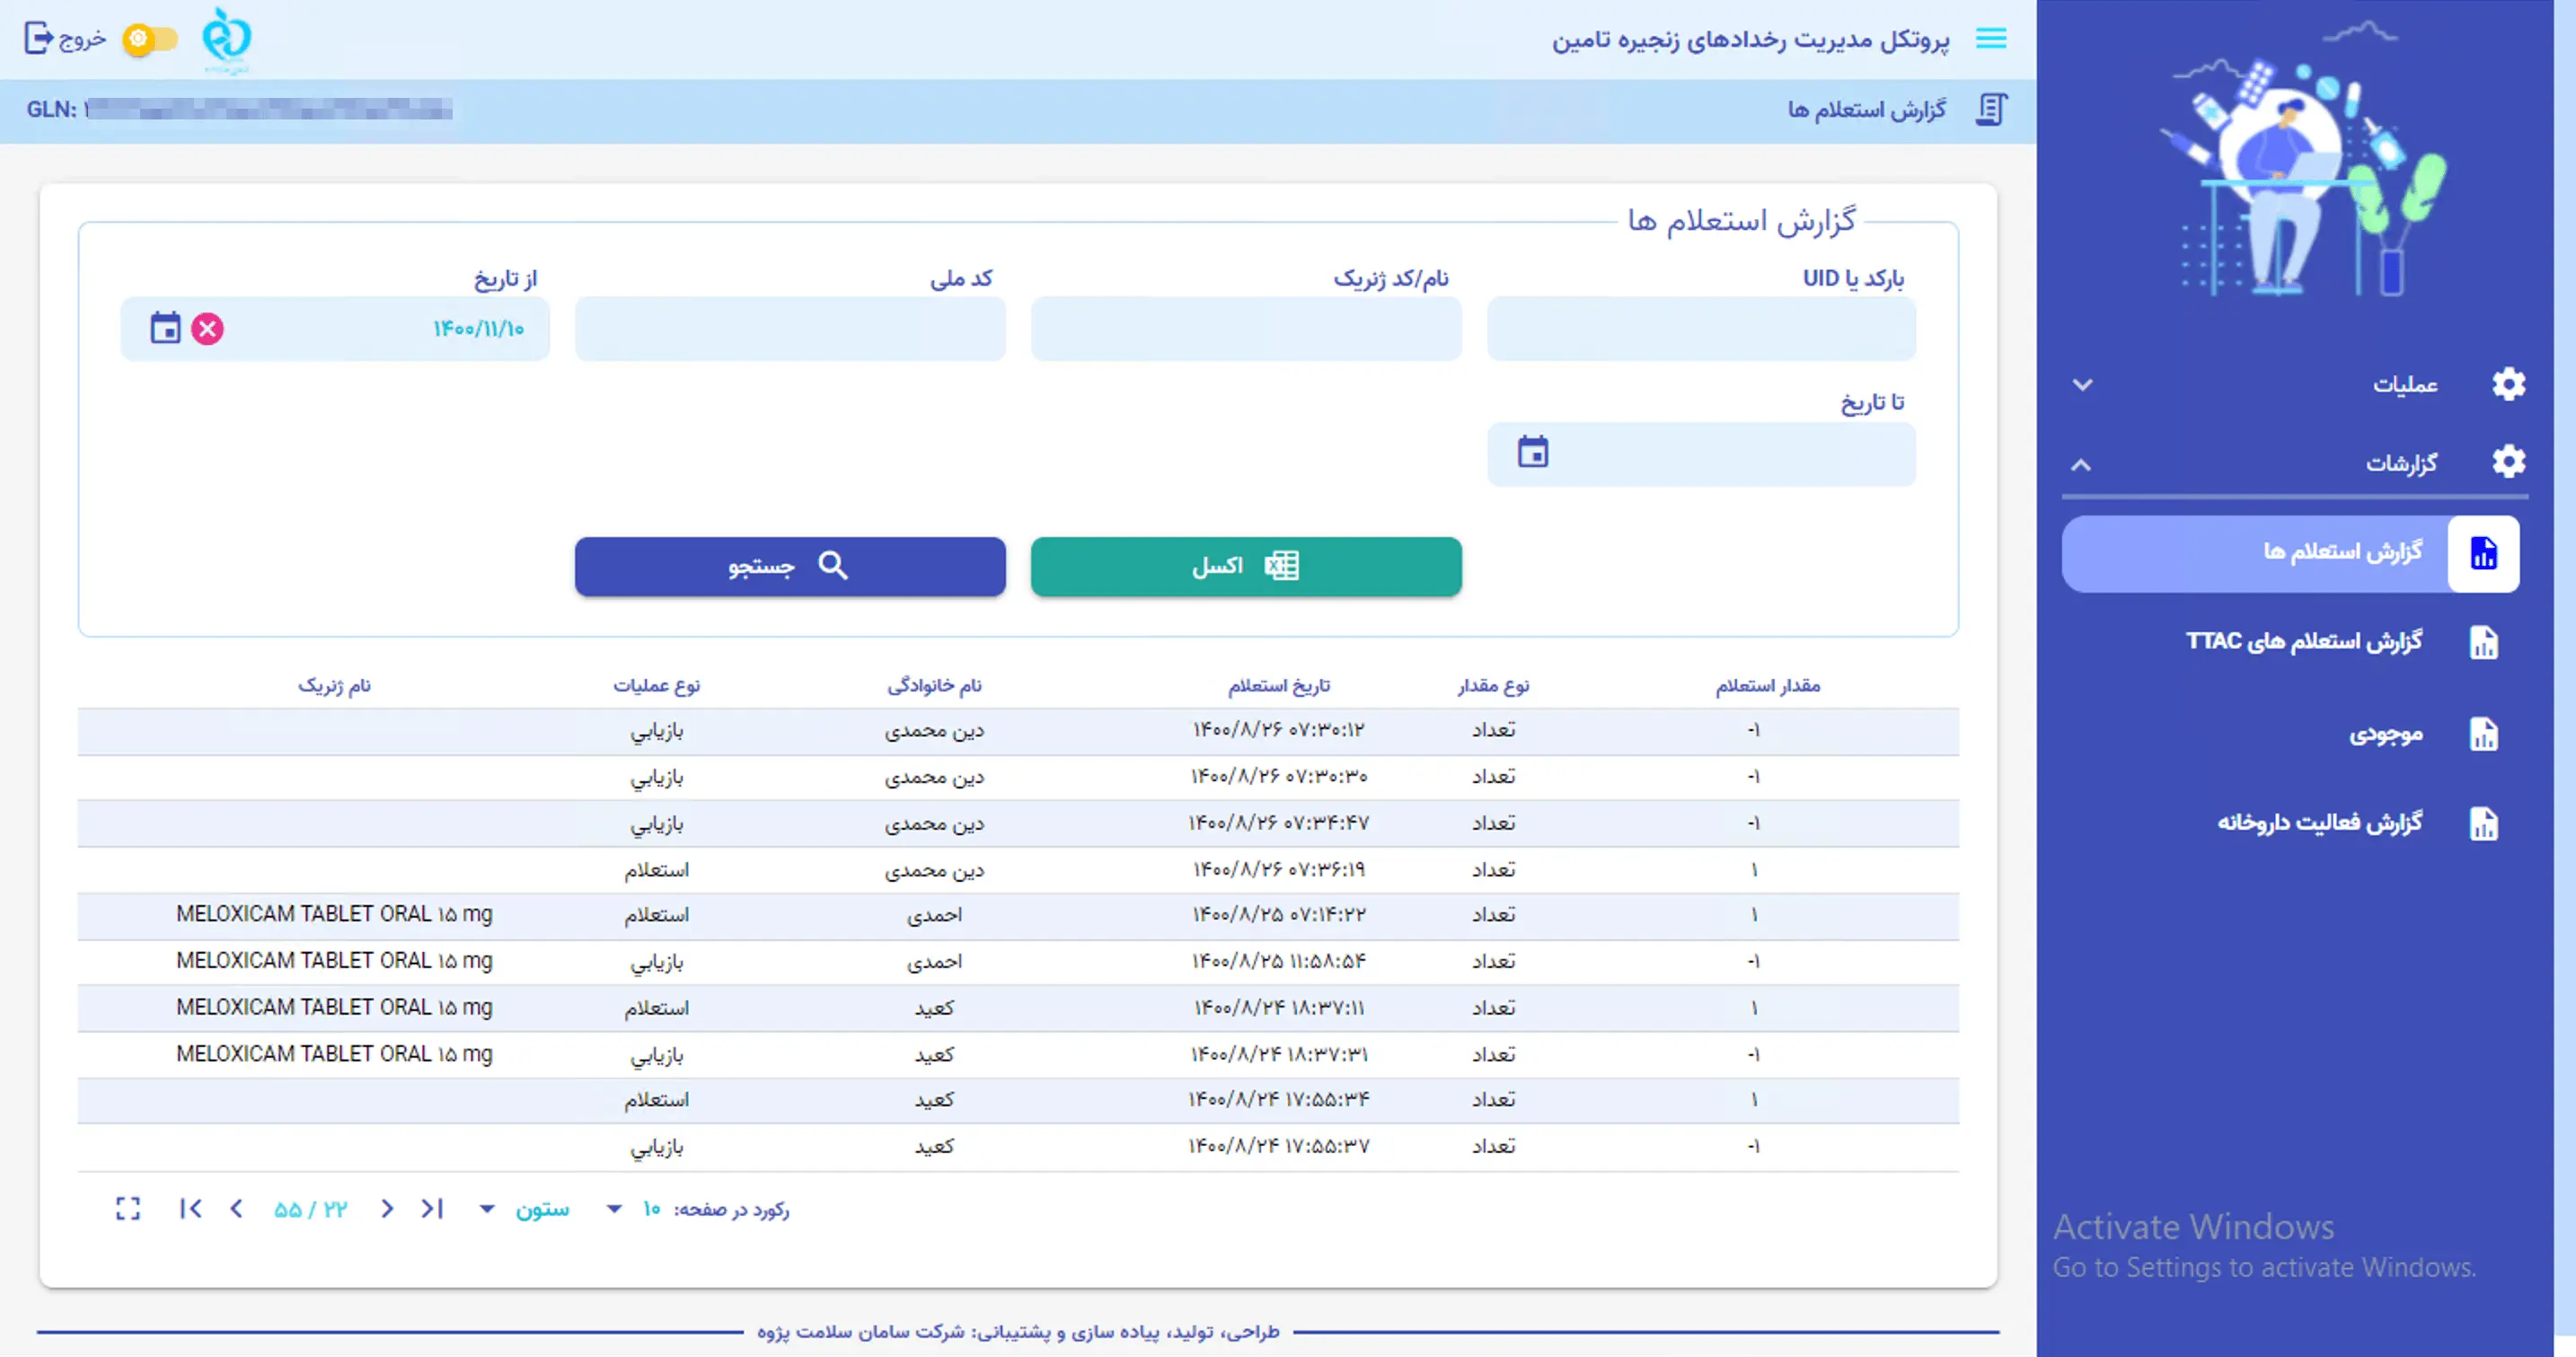 پروتکل مدیریت رخدادهای زنجیره تامین
خروج
گزارش استعلام ها
GLN:
عملیات
گزارشات
گزارش استعلام ها
گزارش استعلام های TTAC
موجودی
گزارش فعالیت داروخانه
گزارش استعلام ها
بارکد یا UID
نام/کد ژنریک
کد ملی
از تاریخ
۱۴۰۰/۱۱/۱۰
تا تاریخ
اکسل
جستجو
مقدار استعلام نوع مقدار تاریخ استعلام نام خانوادگی نوع عملیات نام ژنریک
-۱ تعداد ۱۴۰۰/۸/۲۶ ۰۷:۳۰:۱۲ دین محمدی بازیابي
-۱ تعداد ۱۴۰۰/۸/۲۶ ۰۷:۳۰:۳۰ دین محمدی بازیابي
-۱ تعداد ۱۴۰۰/۸/۲۶ ۰۷:۳۴:۴۷ دین محمدی بازیابي
۱ تعداد ۱۴۰۰/۸/۲۶ ۰۷:۳۶:۱۹ دین محمدی استعلام
۱ تعداد ۱۴۰۰/۸/۲۵ ۰۷:۱۴:۲۲ احمدی استعلام MELOXICAM TABLET ORAL ۱۵ mg
-۱ تعداد ۱۴۰۰/۸/۲۵ ۱۱:۵۸:۵۴ احمدی بازیابي MELOXICAM TABLET ORAL ۱۵ mg
۱ تعداد ۱۴۰۰/۸/۲۴ ۱۸:۳۷:۱۱ کعید استعلام MELOXICAM TABLET ORAL ۱۵ mg
-۱ تعداد ۱۴۰۰/۸/۲۴ ۱۸:۳۷:۳۱ کعید بازیابي MELOXICAM TABLET ORAL ۱۵ mg
۱ تعداد ۱۴۰۰/۸/۲۴ ۱۷:۵۵:۳۴ کعید استعلام
-۱ تعداد ۱۴۰۰/۸/۲۴ ۱۷:۵۵:۳۷ کعید بازیابي
رکورد در صفحه: ۱۰ ستون ۲۲ / ۵۵
Activate Windows
Go to Settings to activate Windows.
طراحی، تولید، پیاده سازی و پشتیبانی: شرکت سامان سلامت پژوه